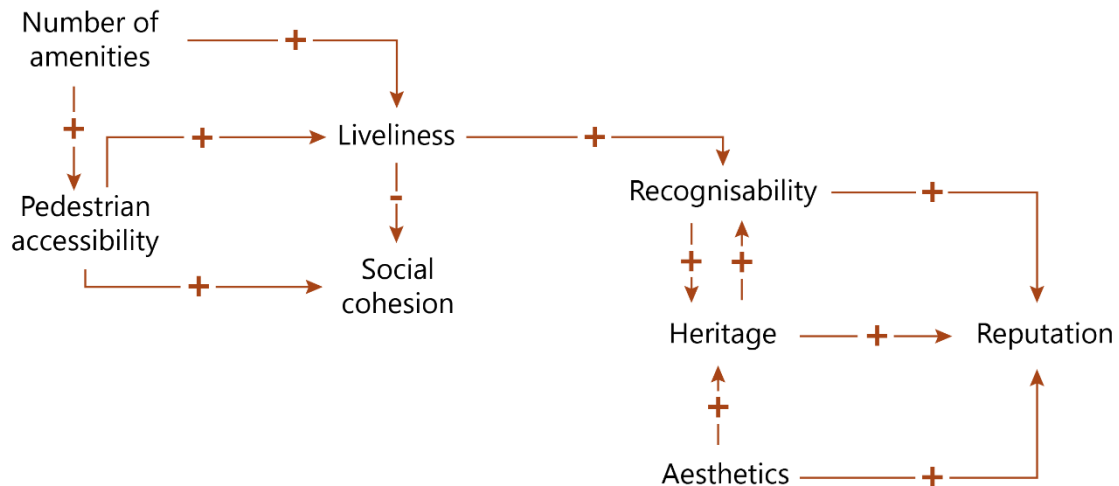 Number of
amenities
+
+
+
Liveliness
+
Recognisability
+
Pedestrian
accessibility
-
+
+
+
Social
cohesion
Heritage
+
Reputation
+
Aesthetics
+